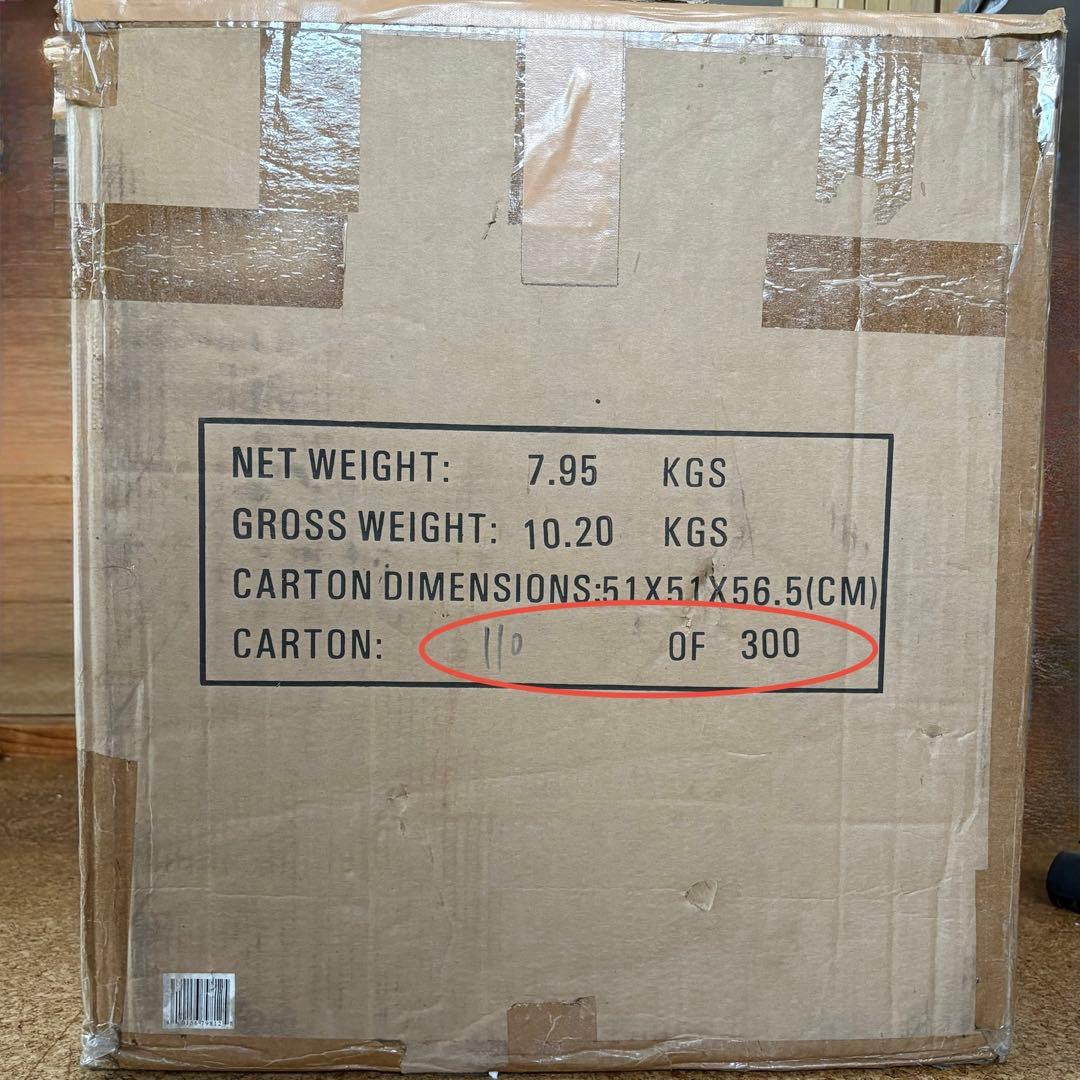 NET WEIGHT: 7.95 KGS
GROSS WEIGHT: 10.20 KGS
CARTON DIMENSIONS:51X51X56.5(CM)
CARTON: 110 OF 300